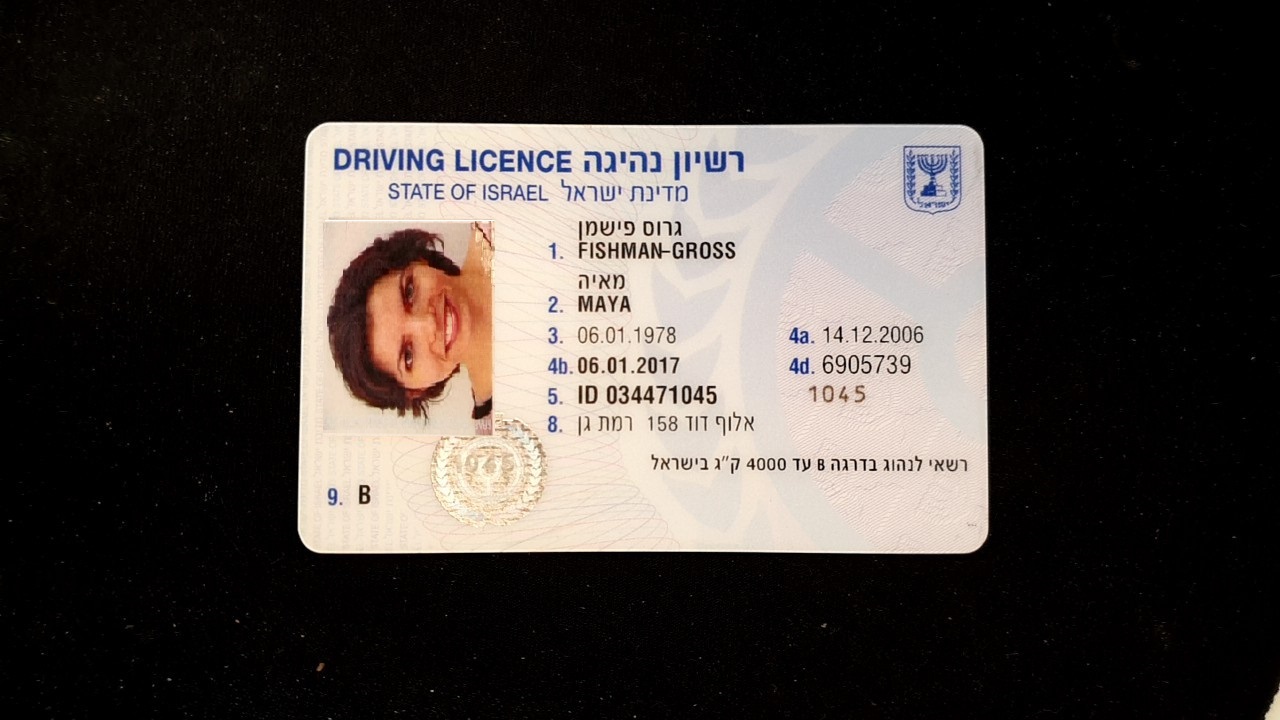 DRIVING LICENCE רשיון נהיגה
STATE OF ISRAEL מדינת ישראל
גרוס פישמן
1. FISHMAN-GROSS
מאיה
2. MAYA
3. 06.01.1978 4a. 14.12.2006
4b. 06.01.2017 4d. 6905739
5. ID 034471045 1045
8. אלוף דוד 158 רמת גן
רשאי לנהוג בדרגה B עד 4000 ק"ג בישראל
9. B